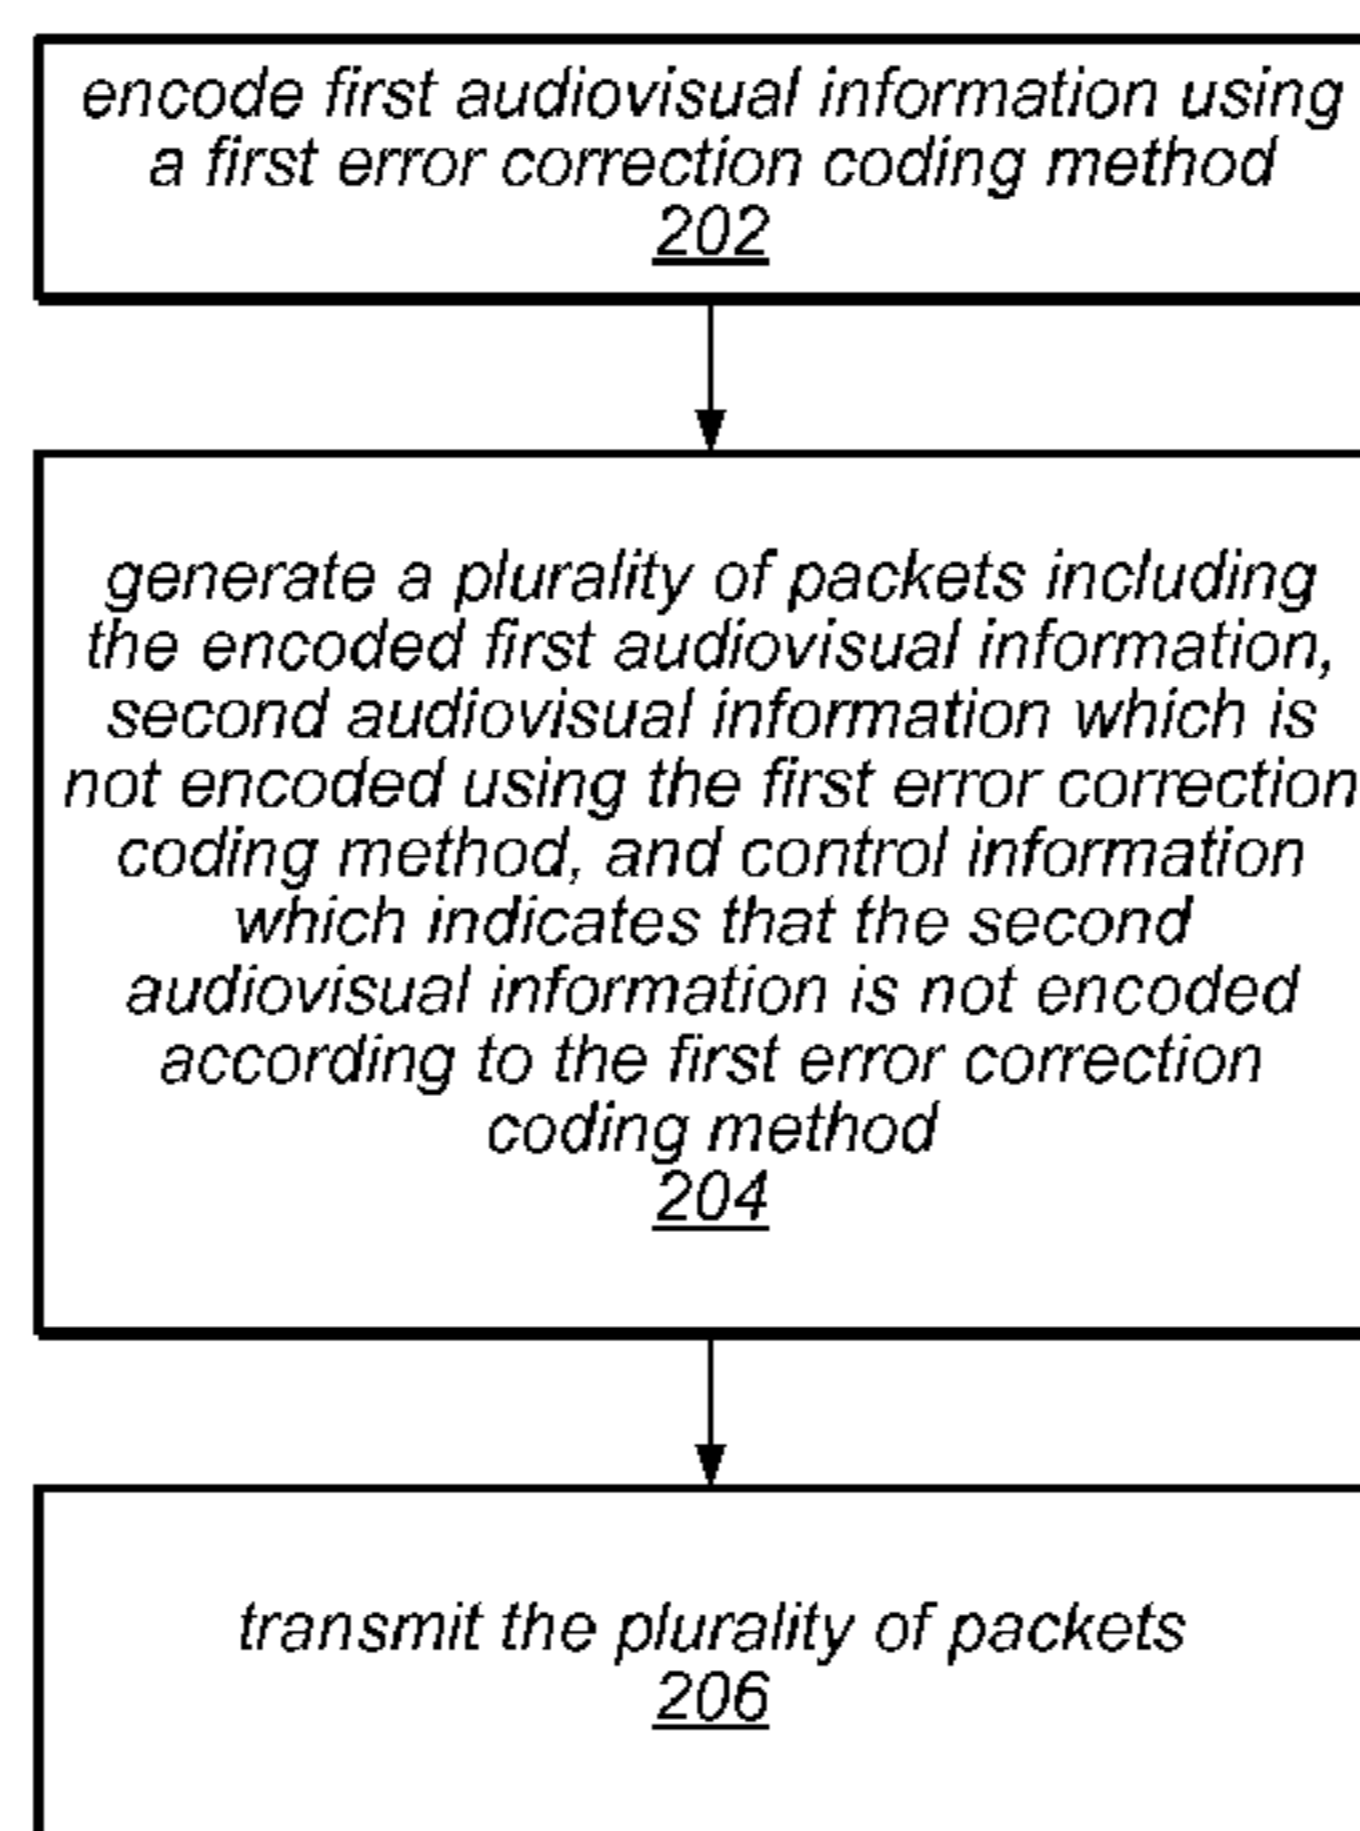 encode first audiovisual information using
a first error correction coding method
202
generate a plurality of packets including
the encoded first audiovisual information,
second audiovisual information which is
not encoded using the first error correction
coding method, and control information
which indicates that the second
audiovisual information is not encoded
according to the first error correction
coding method
204
transmit the plurality of packets
206